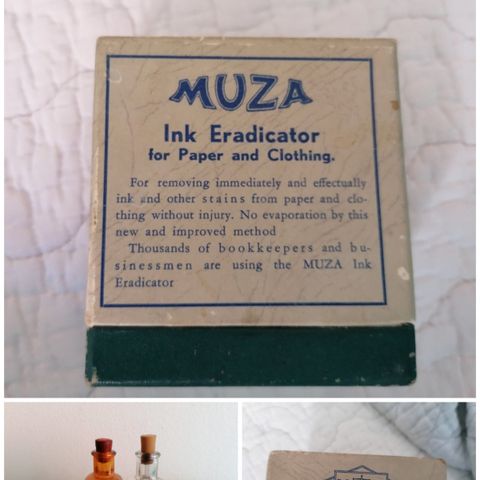 MUZA
Ink Eradicator
for Paper and Clothing.
For removing immediately and effectually
ink and other stains from paper and clo-
thing without injury. No evaporation by this
new and improved method
Thousands of bookkeepers and bu-
sinessmen are using the MUZA Ink
Eradicator
MUZA